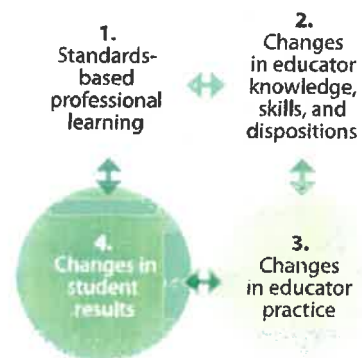 1.
Standards-
based
professional
learning
2.
Changes
in educator
knowledge,
skills, and
dispositions
4.
Changes in
student
results
3.
Changes
in educator
practice